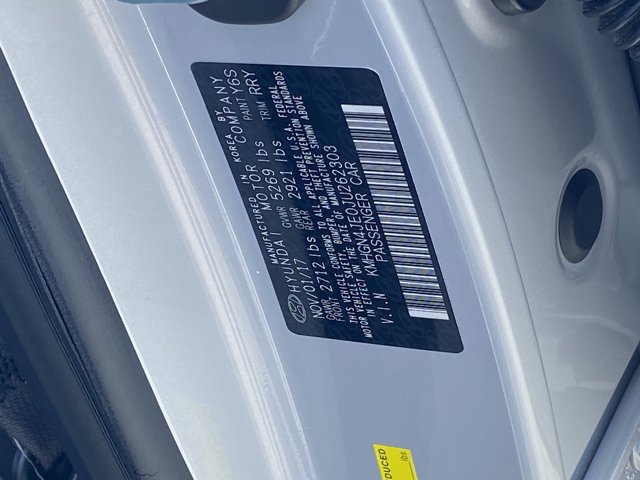 MANUFACTURED IN KOREA BY
HYUNDAI MOTOR COMPANY
NOV/01/17 GVWR 5269 lbs PAINT Y6S
GAWR FRONT 2712 lbs GAWR REAR 2921 lbs TRIM RRY
THIS VEHICLE CONFORMS TO ALL APPLICABLE U.S.A. FEDERAL
MOTOR VEHICLE SAFETY, BUMPER, AND THEFT PREVENTION STANDARDS
IN EFFECT ON THE DATE OF MANUFACTURE SHOWN ABOVE
V.I.N KMHGN4JE0JU262303
PASSENGER CAR
DUCED
lbs